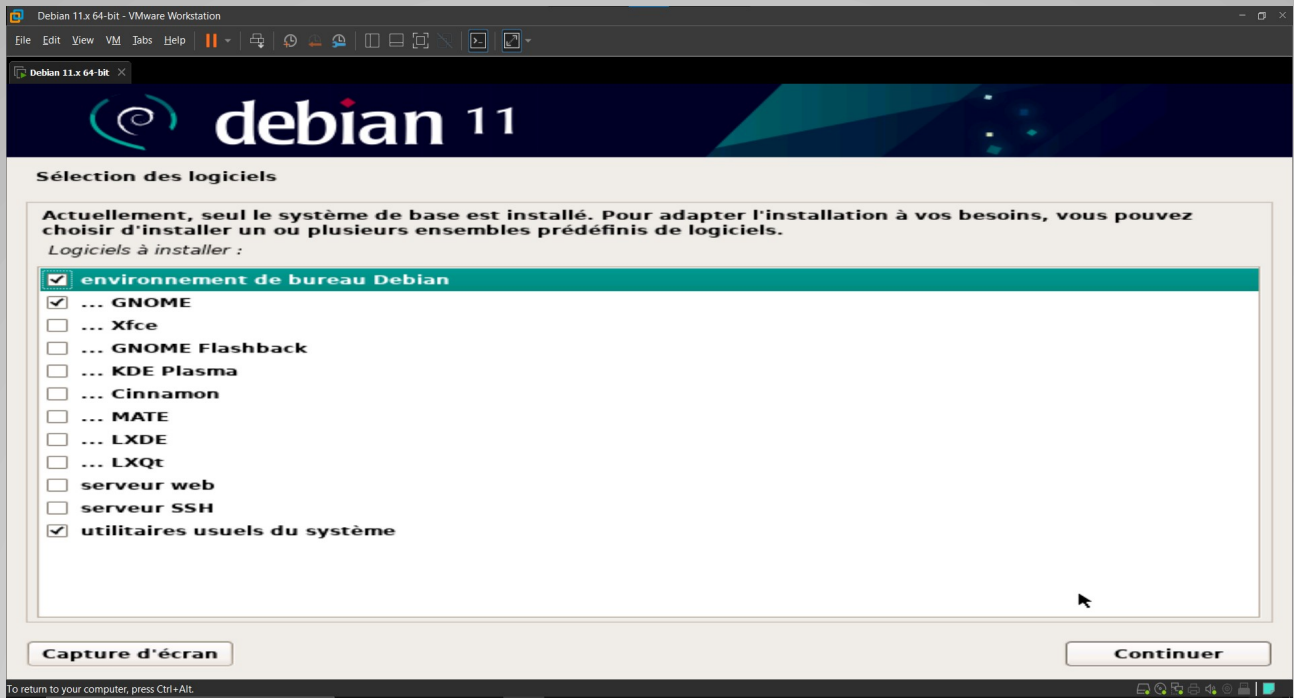 Debian 11.x 64-bit - VMware Workstation
File Edit View VM Tabs Help
Debian 11.x 64-bit
debian 11
Sélection des logiciels
Actuellement, seul le système de base est installé. Pour adapter l'installation à vos besoins, vous pouvez
choisir d'installer un ou plusieurs ensembles prédéfinis de logiciels.
Logiciels à installer :
environnement de bureau Debian
... GNOME
... Xfce
... GNOME Flashback
... KDE Plasma
... Cinnamon
... MATE
... LXDE
... LXQt
serveur web
serveur SSH
utilitaires usuels du système
Capture d'écran
Continuer
To return to your computer, press Ctrl+Alt.